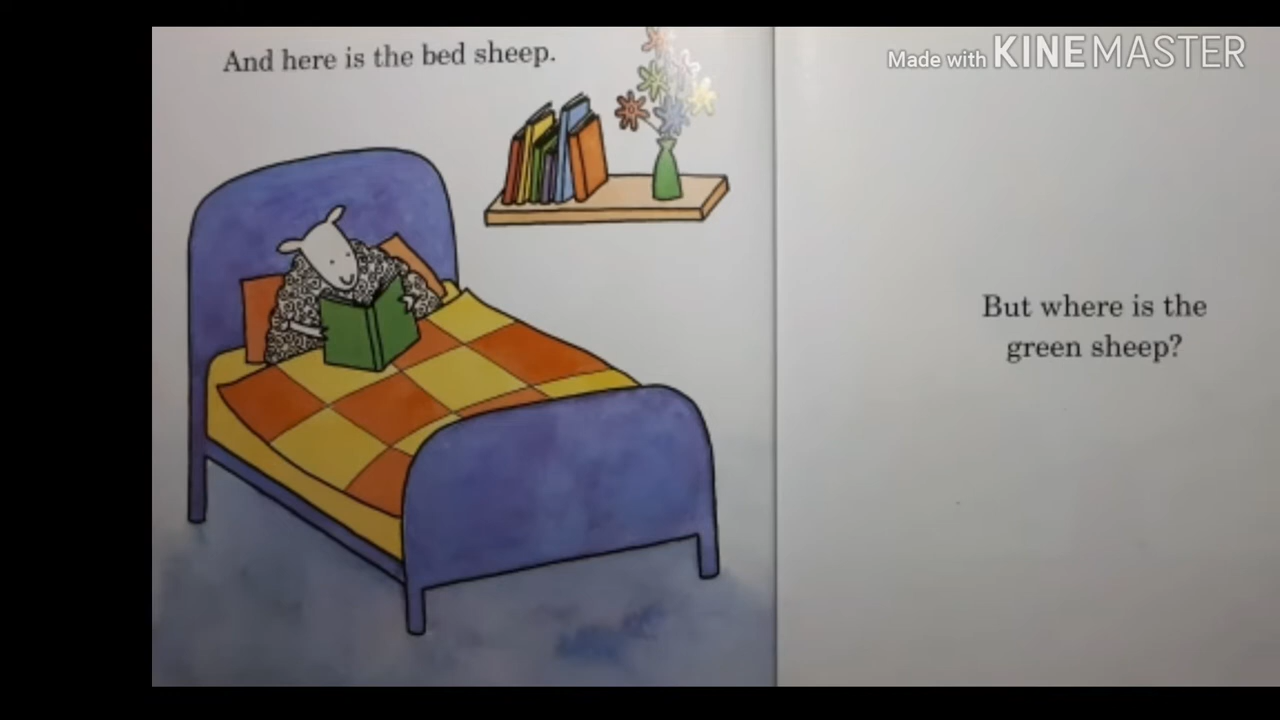 And here is the bed sheep.
Made with KINEMASTER
But where is the
green sheep?